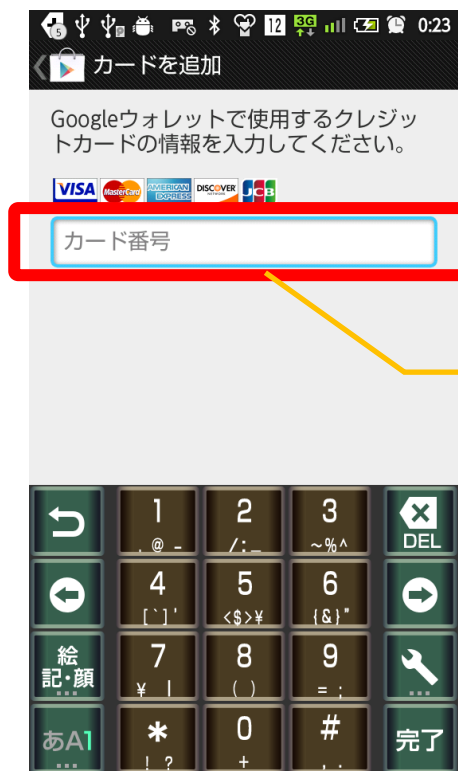 12 3G 0:23
カードを追加
Googleウォレットで使用するクレジッ
トカードの情報を入力してください。
VISA MasterCard AMERICAN EXPRESS DISCOVER JCB
カード番号
1 2 3 DEL
. @ - /:_ ~%^
4 5 6
[`]' <$>¥ {&}"
絵記・顔 7 8 9
¥ | ( ) = ;
あA1 * 0 # 完了
! ? + , .